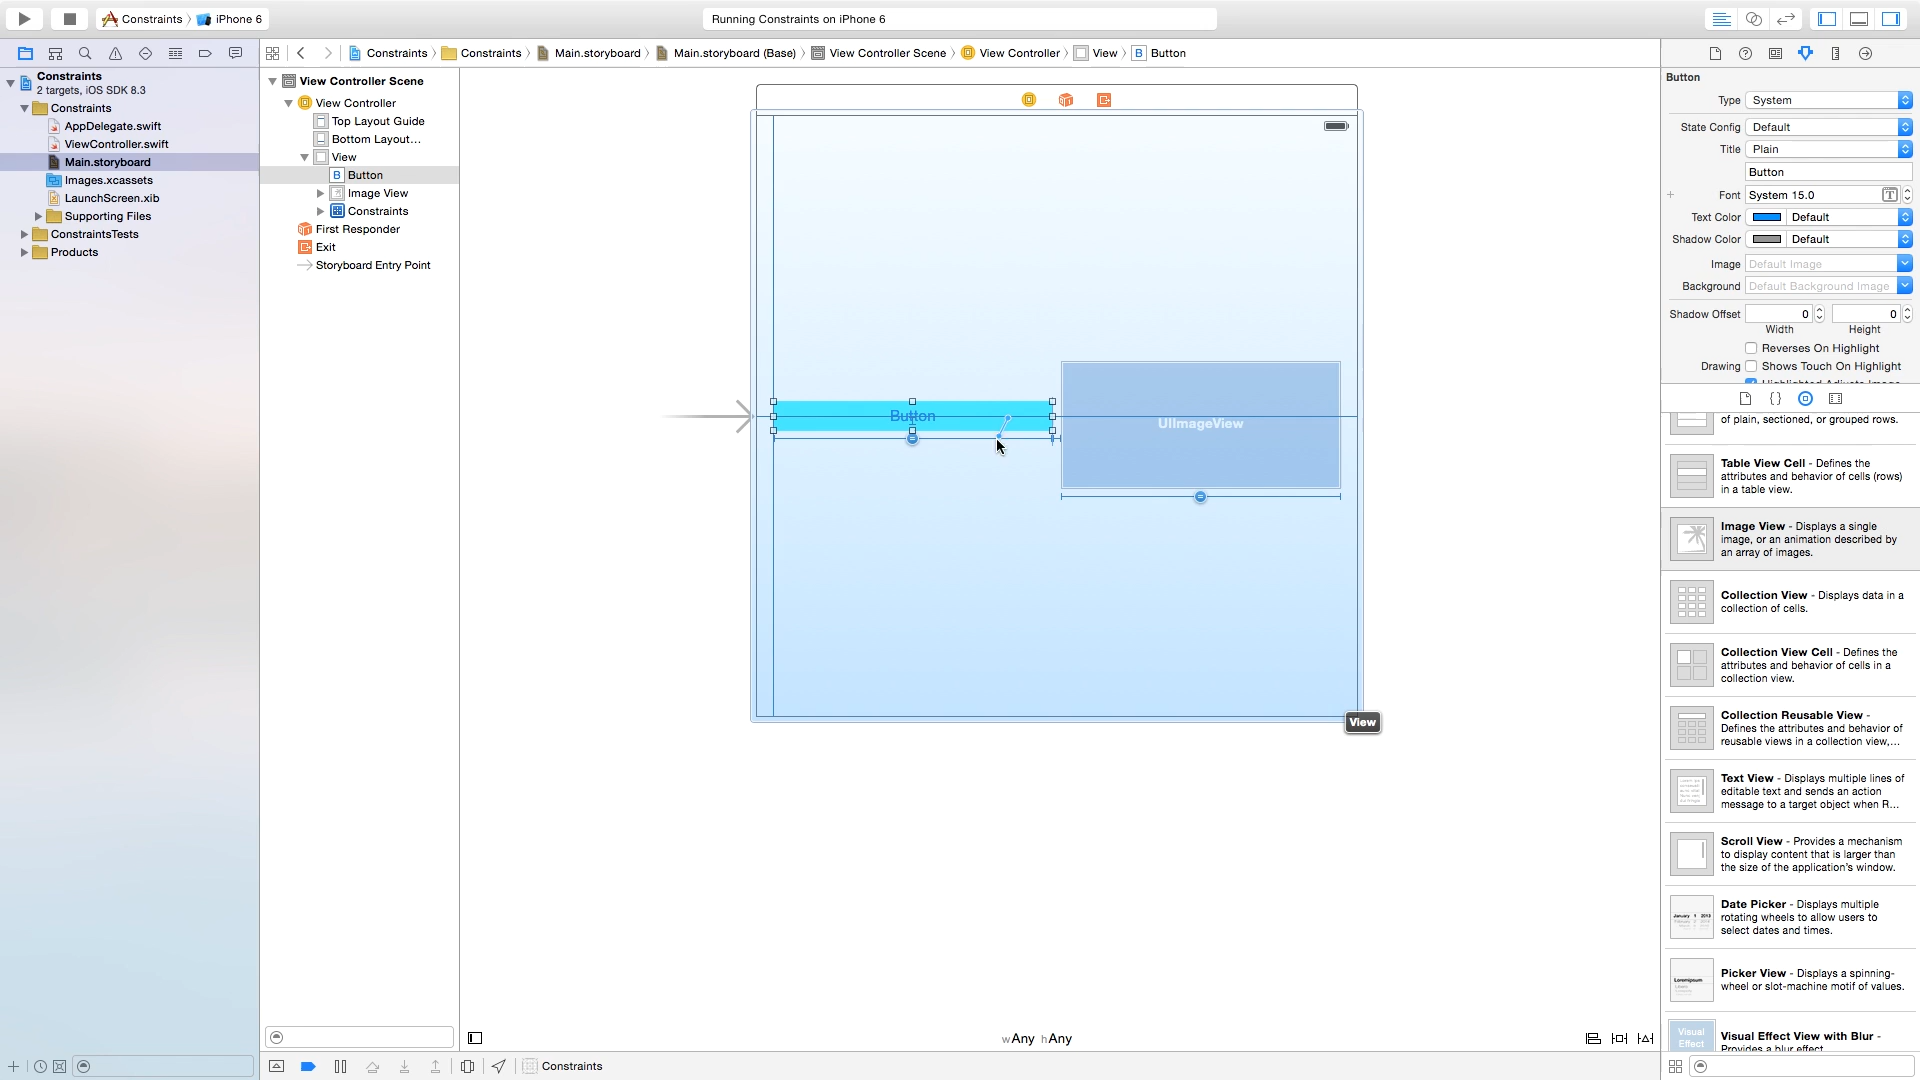 Constraints
iPhone 6
Running Constraints on iPhone 6
Constraints
Constraints
Main.storyboard
Main.storyboard (Base)
View Controller Scene
View Controller
View
B Button
Constraints
2 targets, iOS SDK 8.3
Constraints
AppDelegate.swift
ViewController.swift
Main.storyboard
Images.xcassets
LaunchScreen.xib
Supporting Files
ConstraintsTests
Products
View Controller Scene
View Controller
Top Layout Guide
Bottom Layout...
View
B Button
Image View
Constraints
First Responder
Exit
Storyboard Entry Point
Button
UIImageView
View
wAny hAny
Constraints
Button
Type System
State Config Default
Title Plain
Button
Font System 15.0
Text Color Default
Shadow Color Default
Image Default Image
Background Default Background Image
Shadow Offset 0 0
Width Height
Reverses On Highlight
Drawing Shows Touch On Highlight
Highlighted Adjusts Image
of plain, sectioned, or grouped rows.
Table View Cell - Defines the
attributes and behavior of cells (rows)
in a table view.
Image View - Displays a single
image, or an animation described by
an array of images.
Collection View - Displays data in a
collection of cells.
Collection View Cell - Defines the
attributes and behavior of cells in a
collection view.
Collection Reusable View -
Defines the attributes and behavior of
reusable views in a collection view,...
Text View - Displays multiple lines of
editable text and sends an action
message to a target object when R...
Scroll View - Provides a mechanism
to display content that is larger than
the size of the application's window.
Date Picker - Displays multiple
rotating wheels to allow users to
select dates and times.
Picker View - Displays a spinning-
wheel or slot-machine motif of values.
Visual
Effect
Visual Effect View with Blur -
Provides a blur effect